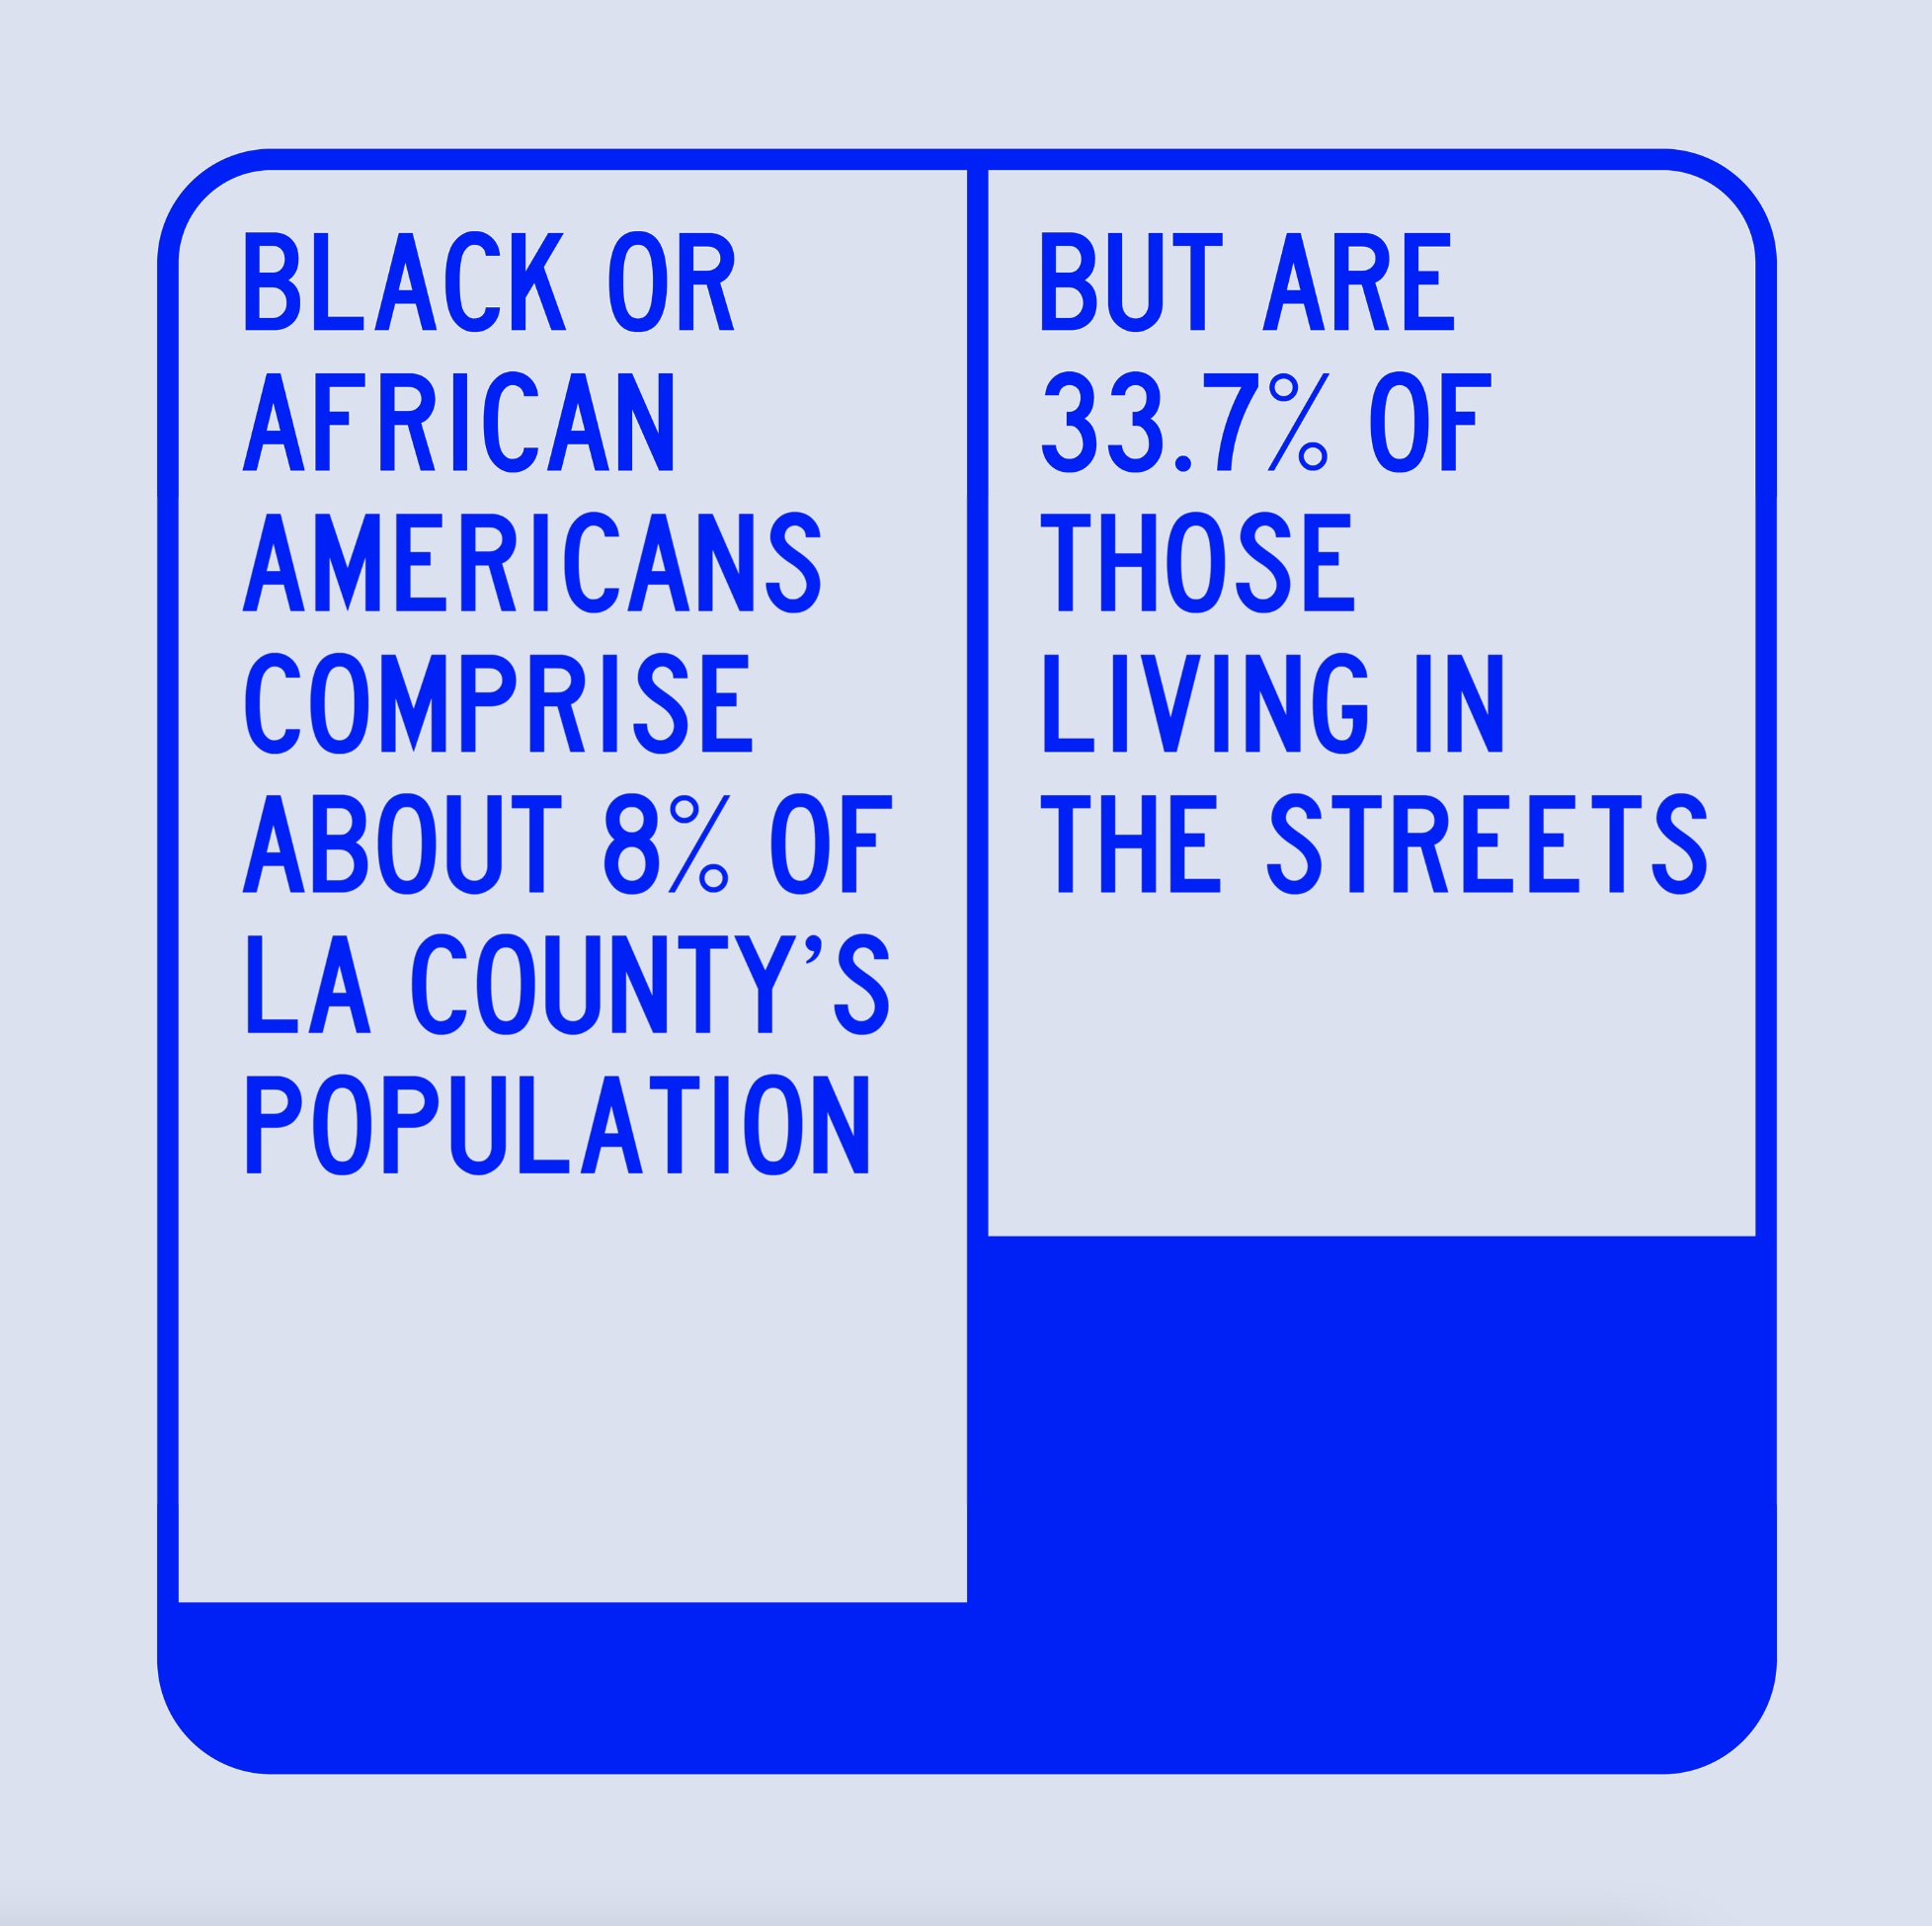 BLACK OR
AFRICAN
AMERICANS
COMPRISE
ABOUT 8% OF
LA COUNTY’S
POPULATION
BUT ARE
33.7% OF
THOSE
LIVING IN
THE STREETS